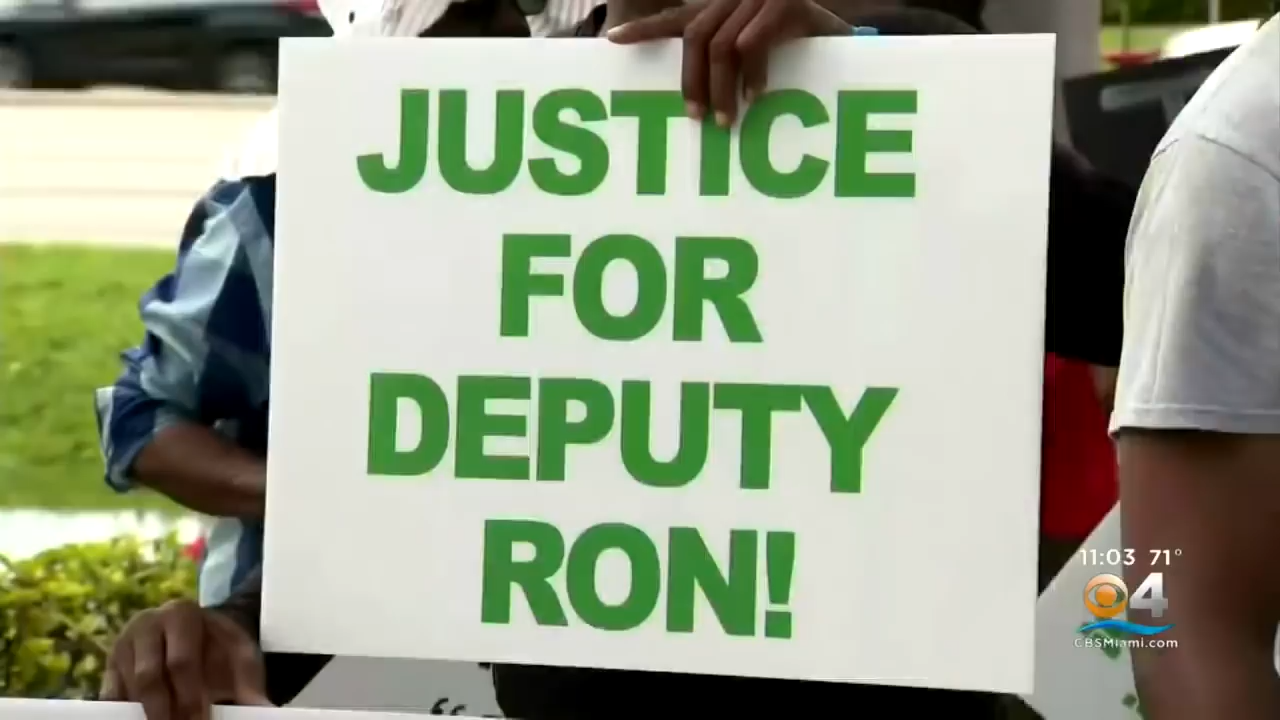 JUSTICE
FOR
DEPUTY
RON!
11:03 71°
4
CBSMiami.com
“